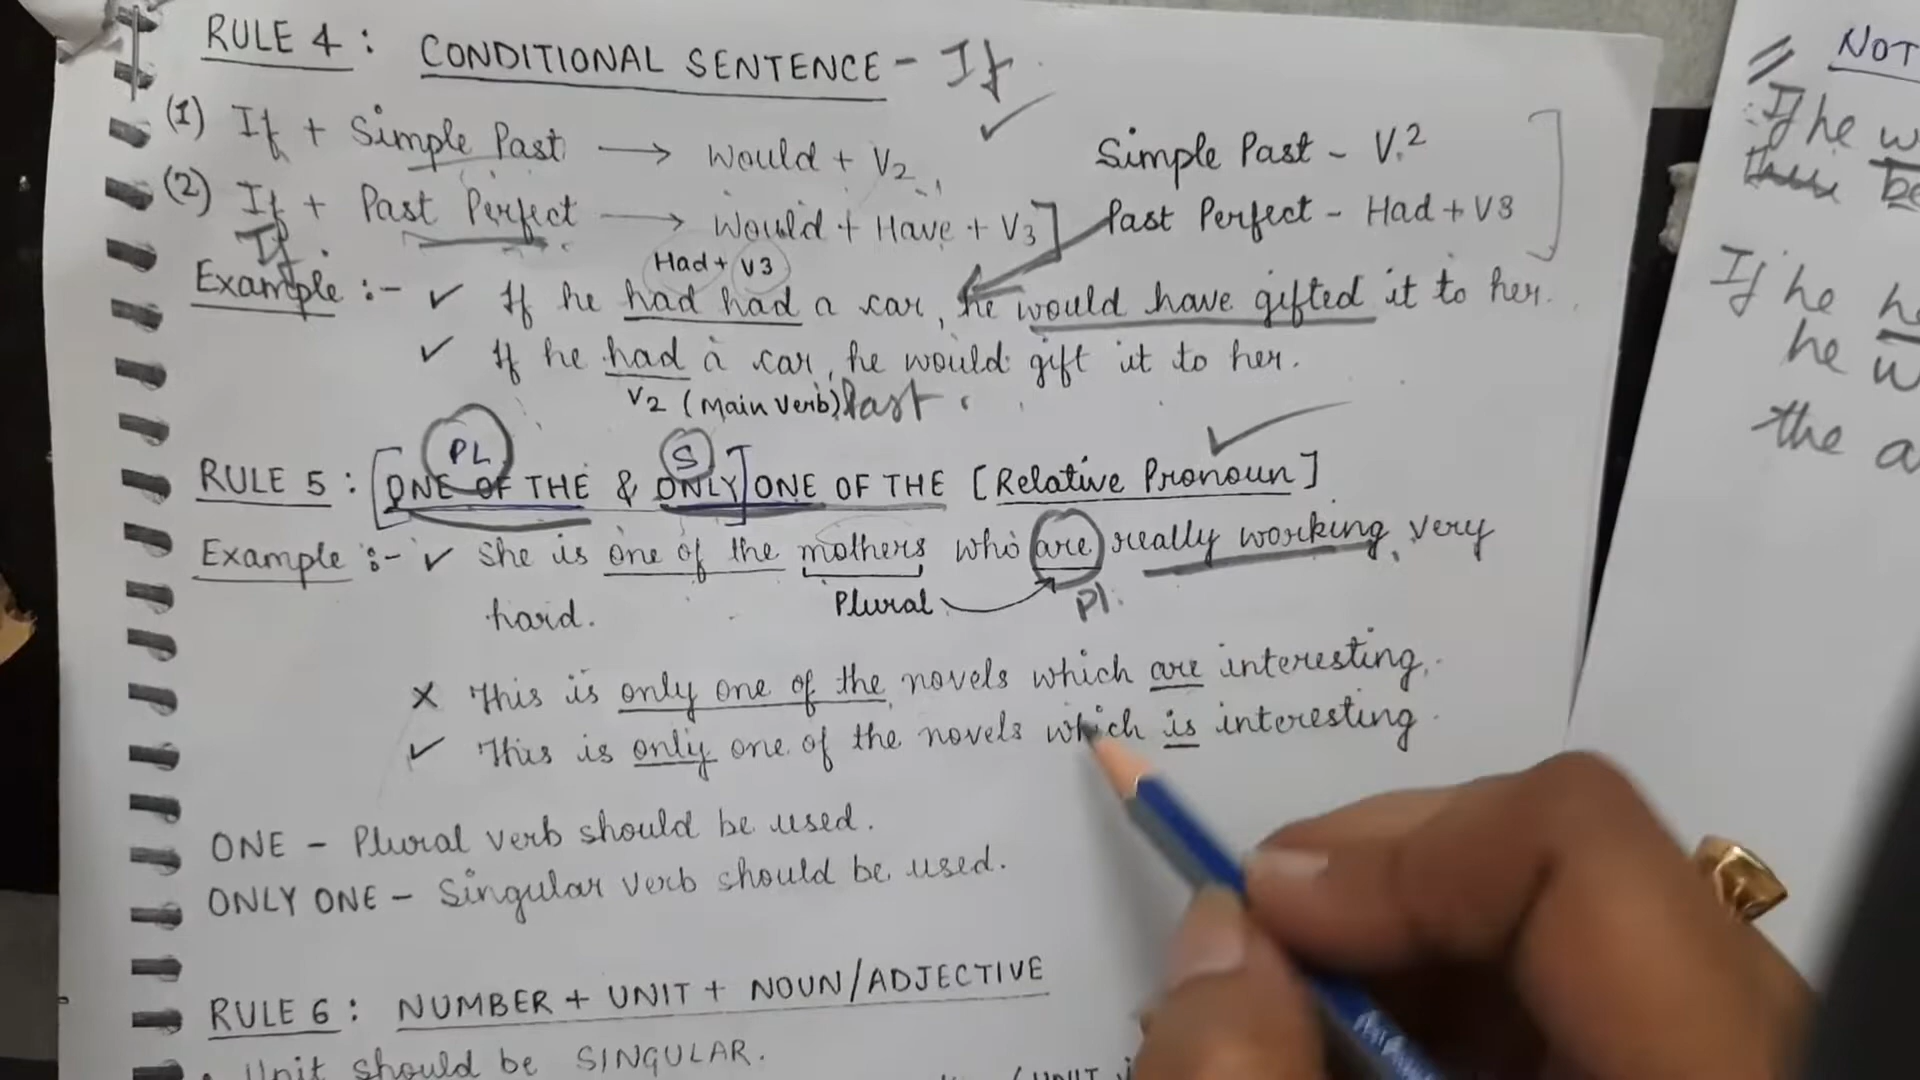 RULE 4 : CONDITIONAL SENTENCE - If
(1) If + Simple Past → Would + V2
Simple Past - V.2
(2) If + Past Perfect → Would + Have + V3]
Past Perfect - Had + V3
If
Had + V3
Example :- ✓ If he had had a car, he would have gifted it to her.
✓ If he had a car, he would gift it to her.
V2 (Main verb) Past
PL
S
RULE 5 : [ONE OF THE & ONLY] ONE OF THE [Relative Pronoun]
Example :- ✓ She is one of the mothers who are really working very
Plural
Pl.
hard.
X This is only one of the novels which are interesting.
✓ This is only one of the novels which is interesting.
ONE - Plural verb should be used.
ONLY ONE - Singular verb should be used.
RULE 6 : NUMBER + UNIT + NOUN/ADJECTIVE
• Unit should be SINGULAR.
NOT
If he
be
If he
he
the a